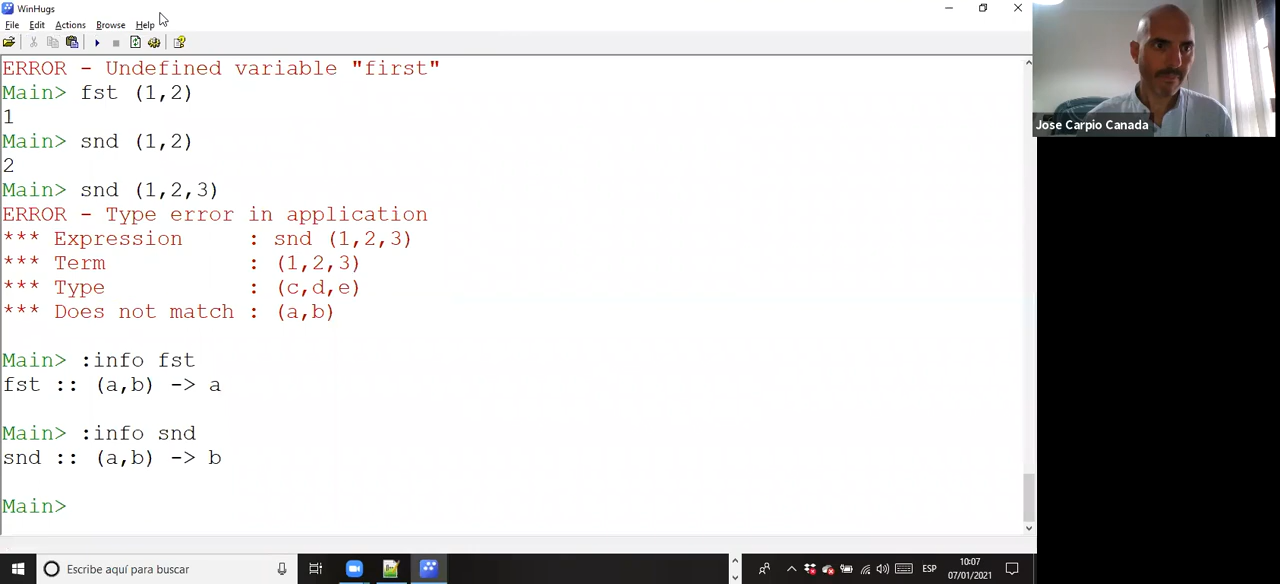 WinHugs
File Edit Actions Browse Help
ERROR - Undefined variable "first"
Main> fst (1,2)
1
Main> snd (1,2)
2
Main> snd (1,2,3)
ERROR - Type error in application
*** Expression : snd (1,2,3)
*** Term : (1,2,3)
*** Type : (c,d,e)
*** Does not match : (a,b)
Main> :info fst
fst :: (a,b) -> a
Main> :info snd
snd :: (a,b) -> b
Main>
Jose Carpio Canada
Escribe aquí para buscar
ESP
10:07
07/01/2021